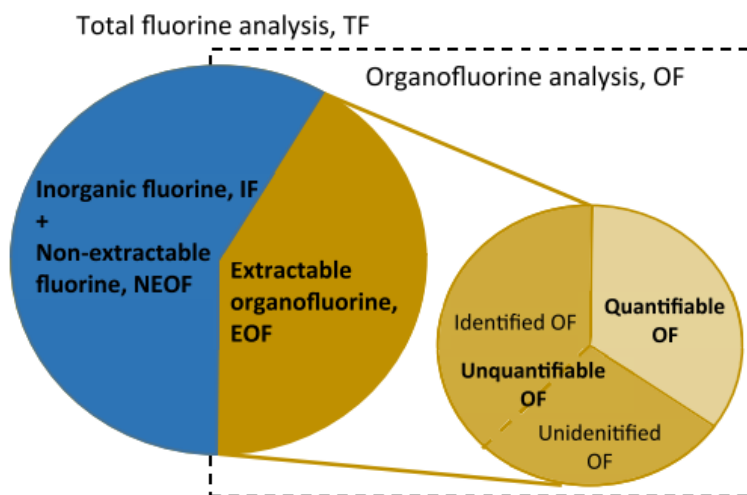 Total fluorine analysis, TF
Organofluorine analysis, OF
Inorganic fluorine, IF
+
Non-extractable
fluorine, NEOF
Extractable
organofluorine,
EOF
Identified OF
Quantifiable
OF
Unquantifiable
OF
Unidenitified
OF